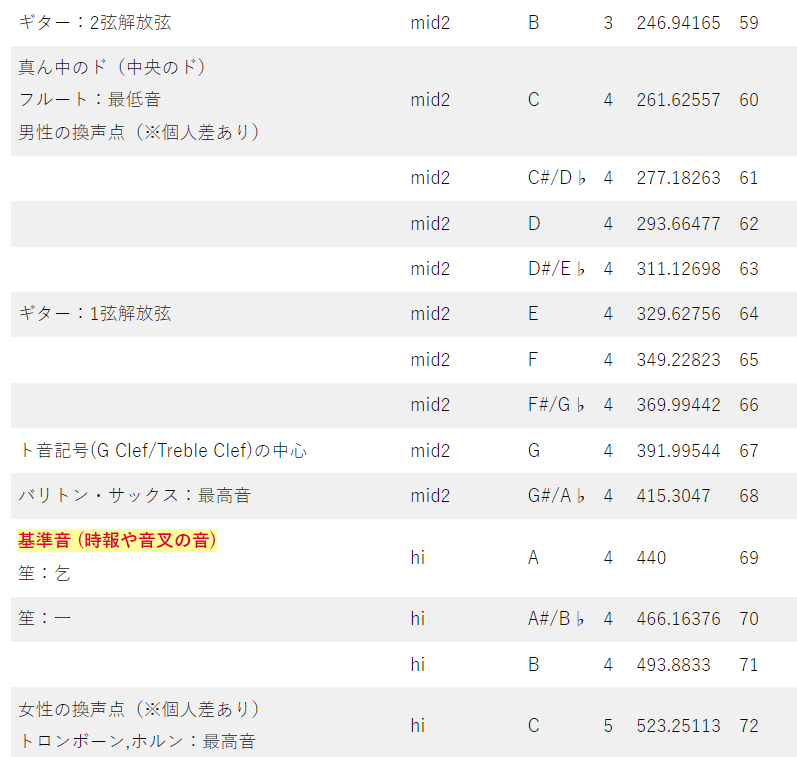 ギター：2弦解放弦 mid2 B 3 246.94165 59
真ん中のド（中央のド）
フルート：最低音
男性の換声点（※個人差あり） mid2 C 4 261.62557 60
mid2 C#/D♭ 4 277.18263 61
mid2 D 4 293.66477 62
mid2 D#/E♭ 4 311.12698 63
ギター：1弦解放弦 mid2 E 4 329.62756 64
mid2 F 4 349.22823 65
mid2 F#/G♭ 4 369.99442 66
ト音記号(G Clef/Treble Clef)の中心 mid2 G 4 391.99544 67
バリトン・サックス：最高音 mid2 G#/A♭ 4 415.3047 68
基準音 (時報や音叉の音)
笙：乞 hi A 4 440 69
笙：一 hi A#/B♭ 4 466.16376 70
hi B 4 493.8833 71
女性の換声点（※個人差あり）
トロンボーン,ホルン：最高音 hi C 5 523.25113 72